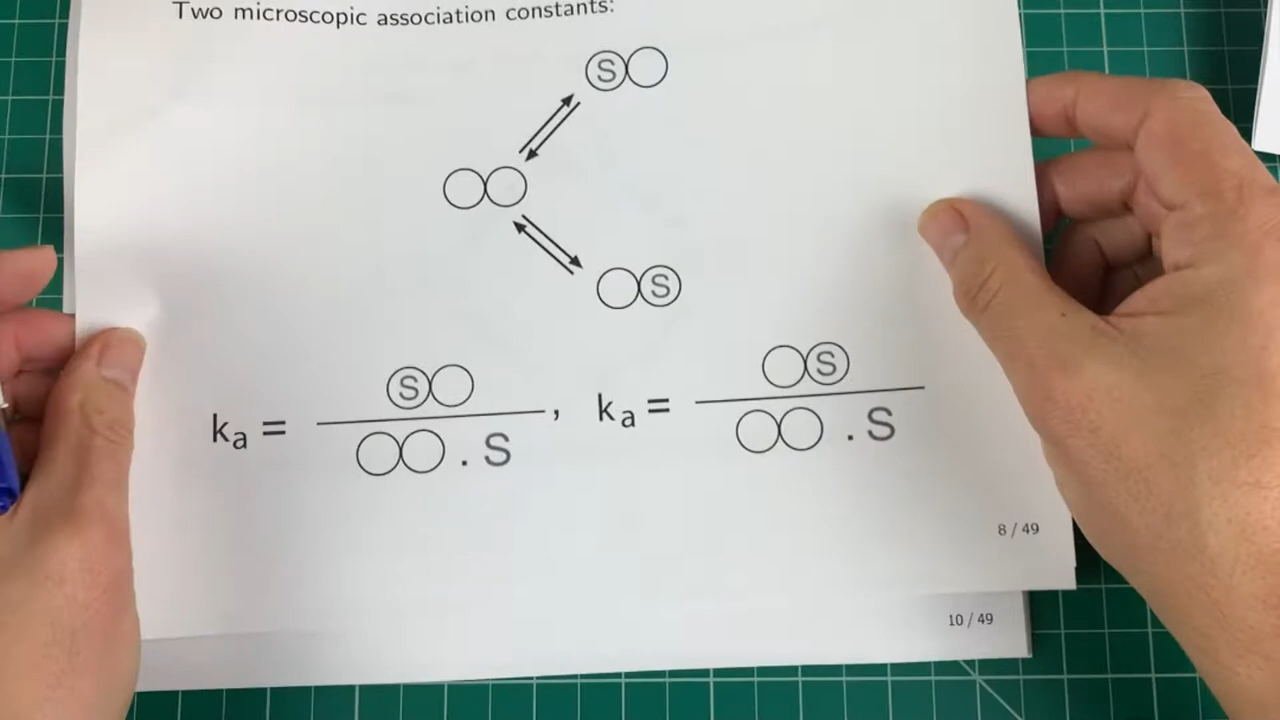 Two microscopic association constants:
S
S
S S
kₐ = , kₐ =
. S . S
8 / 49
10 / 49